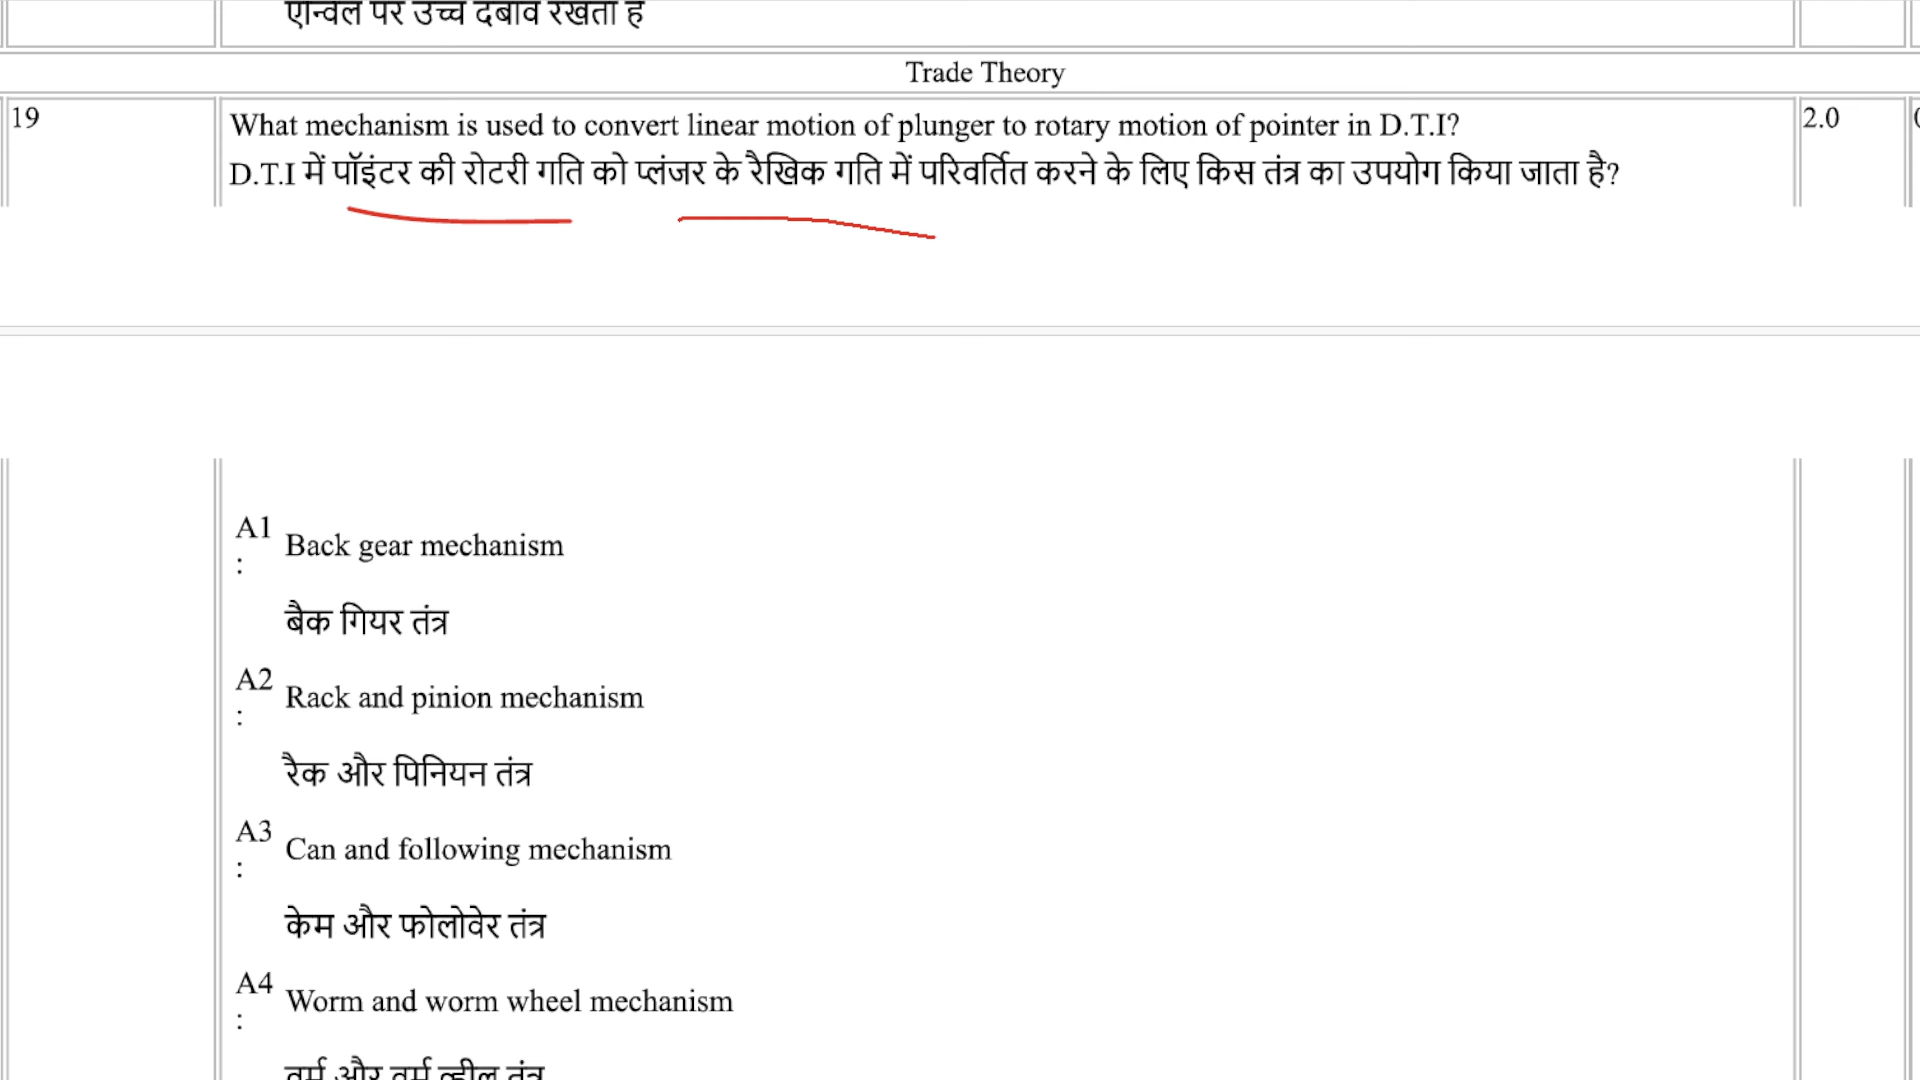 एन्विल पर उच्च दबाव रखता है
Trade Theory
19
What mechanism is used to convert linear motion of plunger to rotary motion of pointer in D.T.I?
2.0
D.T.I में पॉइंटर की रोटरी गति को प्लंजर के रैखिक गति में परिवर्तित करने के लिए किस तंत्र का उपयोग किया जाता है?
A1
: Back gear mechanism
बैक गियर तंत्र
A2
: Rack and pinion mechanism
रैक और पिनियन तंत्र
A3
: Can and following mechanism
केम और फोलोवेर तंत्र
A4
: Worm and worm wheel mechanism
वर्म और वर्म व्हील तंत्र